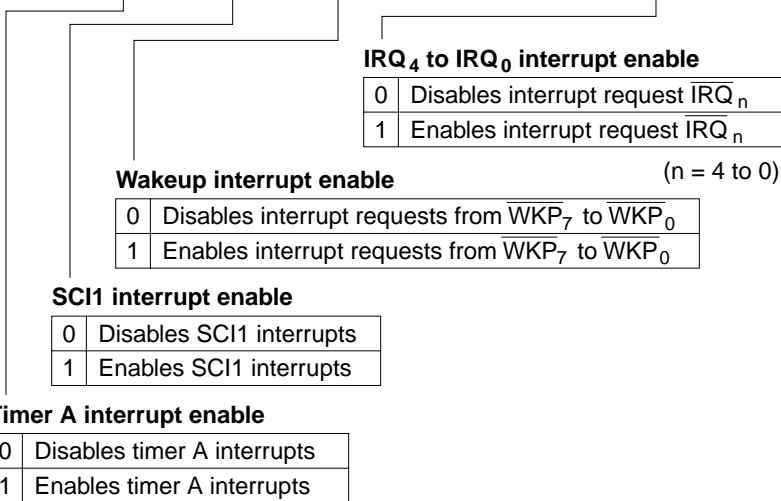 IRQ4 to IRQ0 interrupt enable
0 Disables interrupt request IRQn
1 Enables interrupt request IRQn
(n = 4 to 0)
Wakeup interrupt enable
0 Disables interrupt requests from WKP7 to WKP0
1 Enables interrupt requests from WKP7 to WKP0
SCI1 interrupt enable
0 Disables SCI1 interrupts
1 Enables SCI1 interrupts
Timer A interrupt enable
0 Disables timer A interrupts
1 Enables timer A interrupts